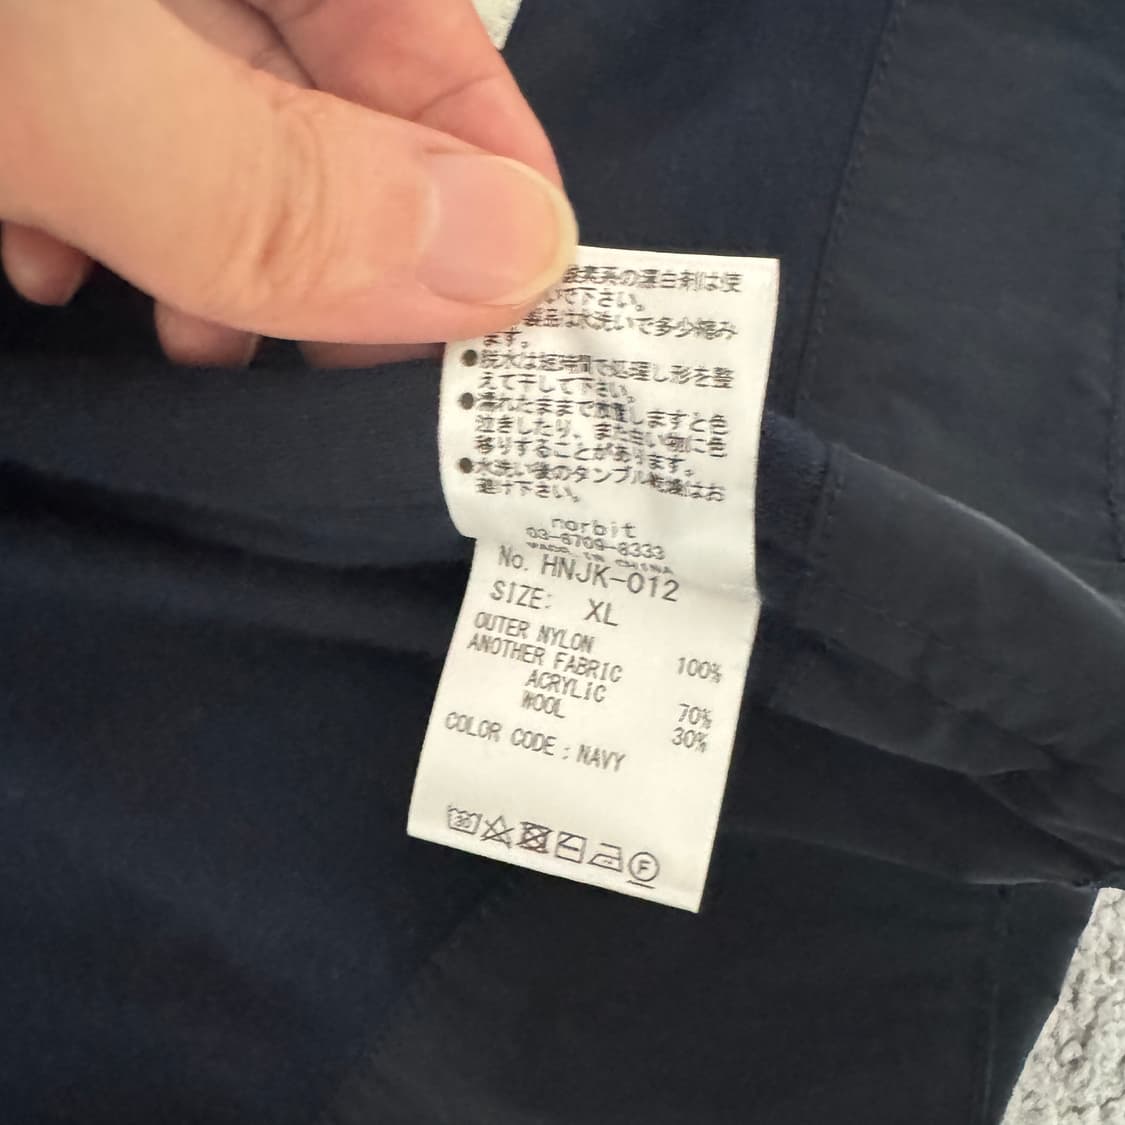 酸素系の漂白剤は使
いで下さい。
製品は水洗いで多少縮み
ます。
●脱水は短時間で処理し形を整
えて干して下さい。
●濡れたままで放置しますと色
泣きしたり、また白い物に色
移りすることがあります。
●水洗い後のタンブル乾燥はお
避け下さい。
norbit
03-6709-8333
MADE IN CHINA
No. HNJK-012
SIZE: XL
OUTER NYLON 100%
ANOTHER FABRIC
ACRYLIC 70%
WOOL 30%
COLOR CODE : NAVY
F